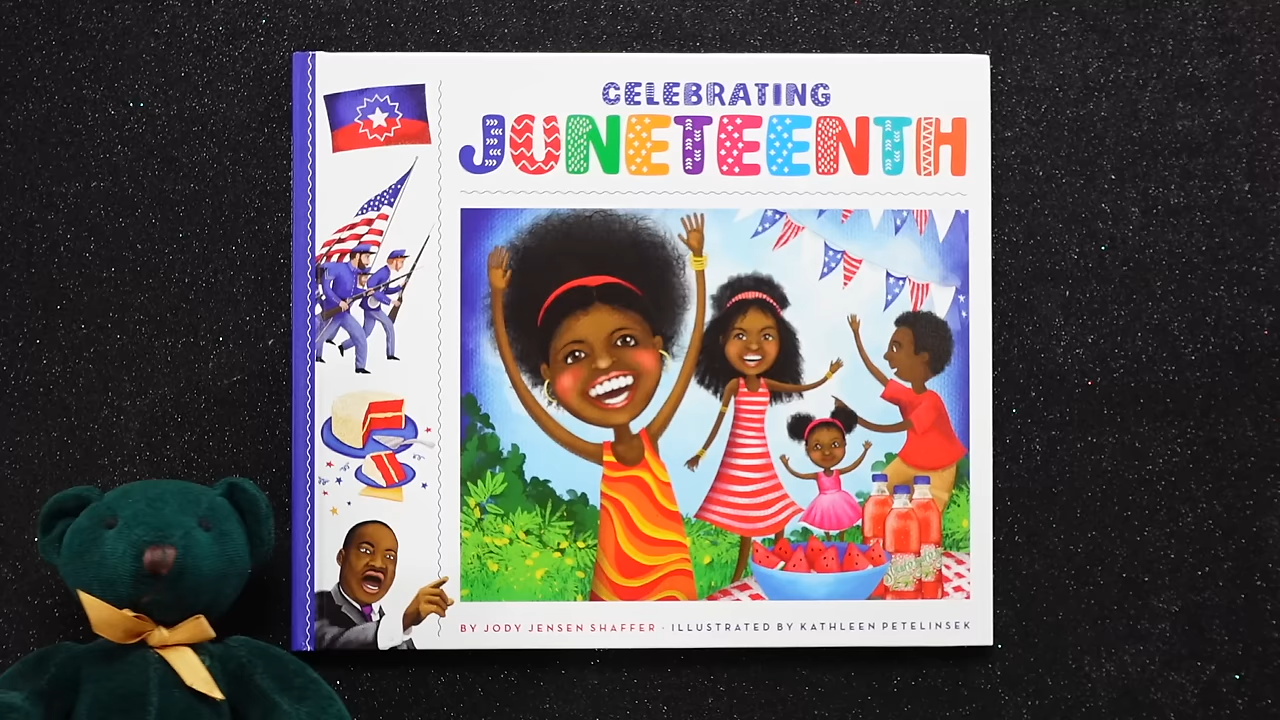 CELEBRATING
JUNETEENTH
BY JODY JENSEN SHAFFER • ILLUSTRATED BY KATHLEEN PETELINSEK